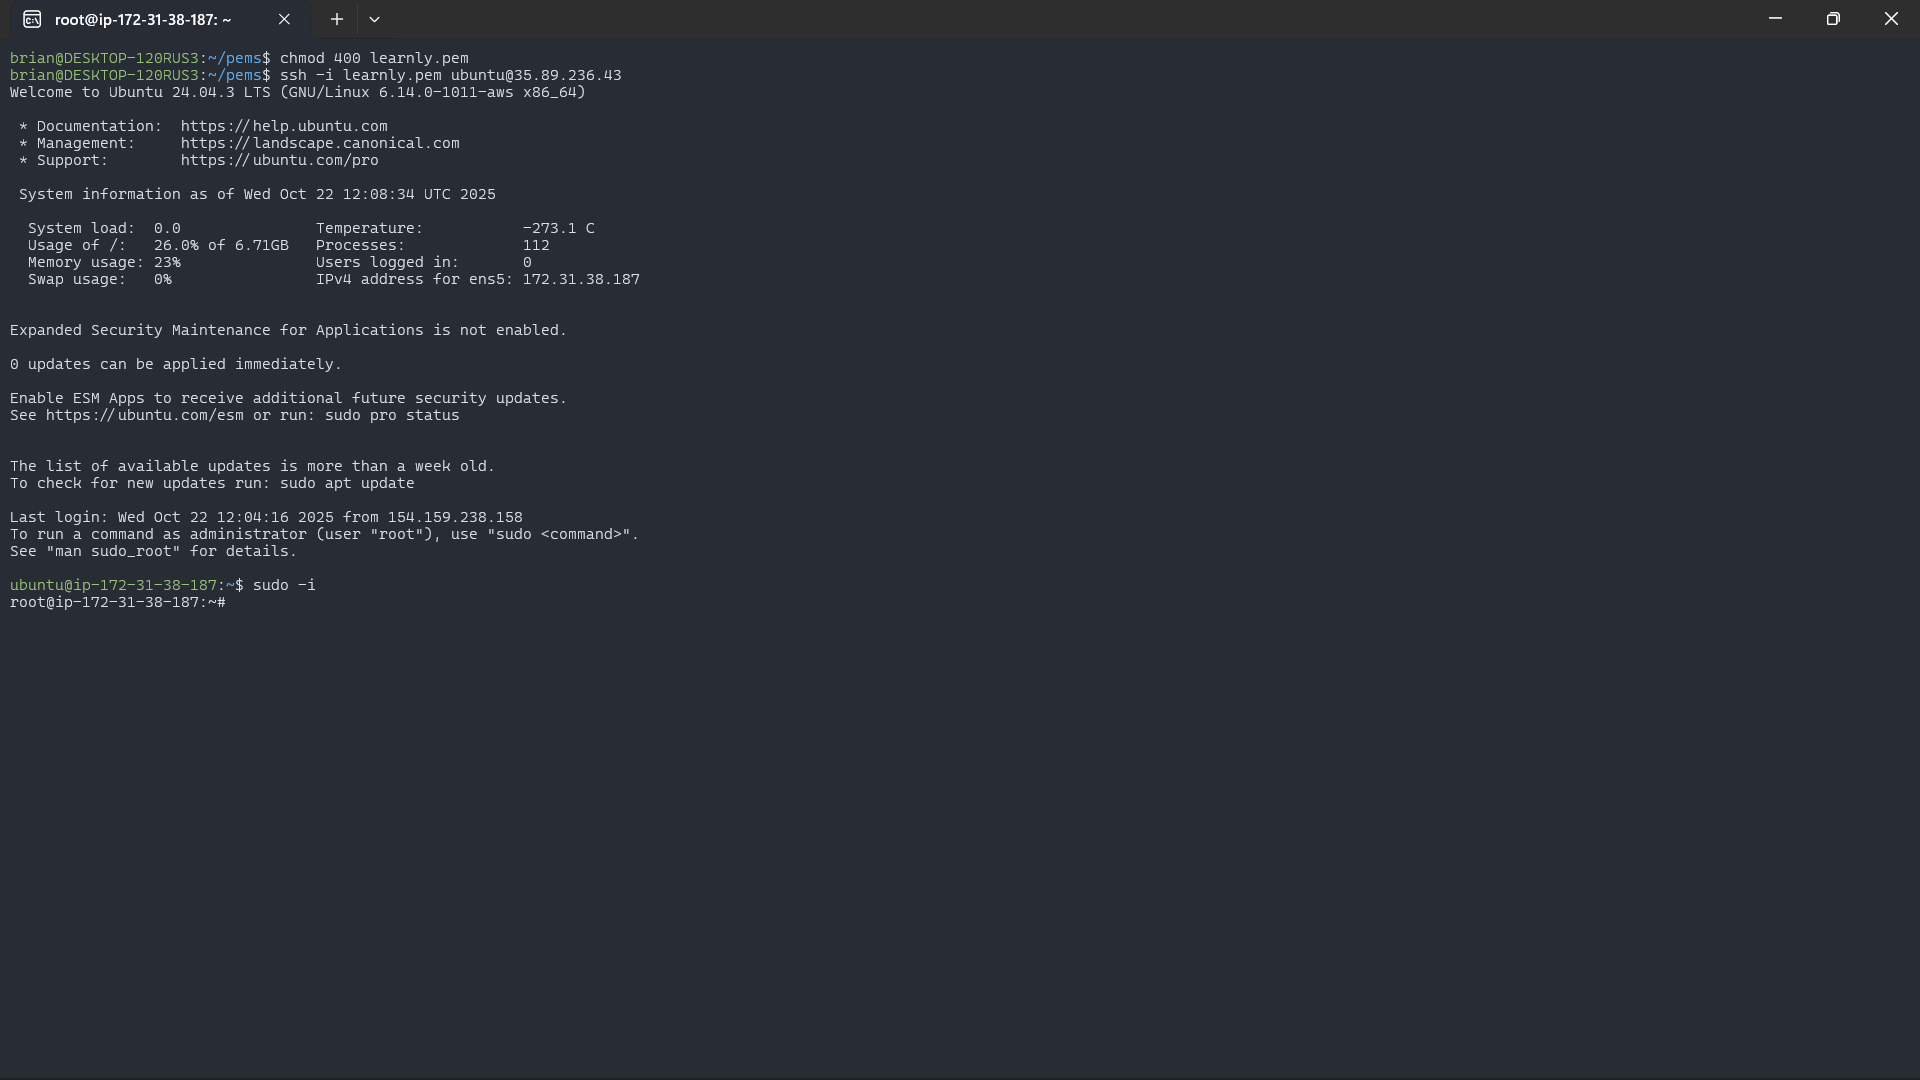 root@ip-172-31-38-187: ~
brian@DESKTOP-120RUS3:~/pems$ chmod 400 learnly.pem
brian@DESKTOP-120RUS3:~/pems$ ssh -i learnly.pem ubuntu@35.89.236.43
Welcome to Ubuntu 24.04.3 LTS (GNU/Linux 6.14.0-1011-aws x86_64)
* Documentation:  https://help.ubuntu.com
* Management:     https://landscape.canonical.com
* Support:        https://ubuntu.com/pro
System information as of Wed Oct 22 12:08:34 UTC 2025
System load:  0.0               Temperature:           -273.1 C
Usage of /:   26.0% of 6.71GB   Processes:             112
Memory usage: 23%               Users logged in:       0
Swap usage:   0%                IPv4 address for ens5: 172.31.38.187
Expanded Security Maintenance for Applications is not enabled.
0 updates can be applied immediately.
Enable ESM Apps to receive additional future security updates.
See https://ubuntu.com/esm or run: sudo pro status
The list of available updates is more than a week old.
To check for new updates run: sudo apt update
Last login: Wed Oct 22 12:04:16 2025 from 154.159.238.158
To run a command as administrator (user "root"), use "sudo <command>".
See "man sudo_root" for details.
ubuntu@ip-172-31-38-187:~$ sudo -i
root@ip-172-31-38-187:~#